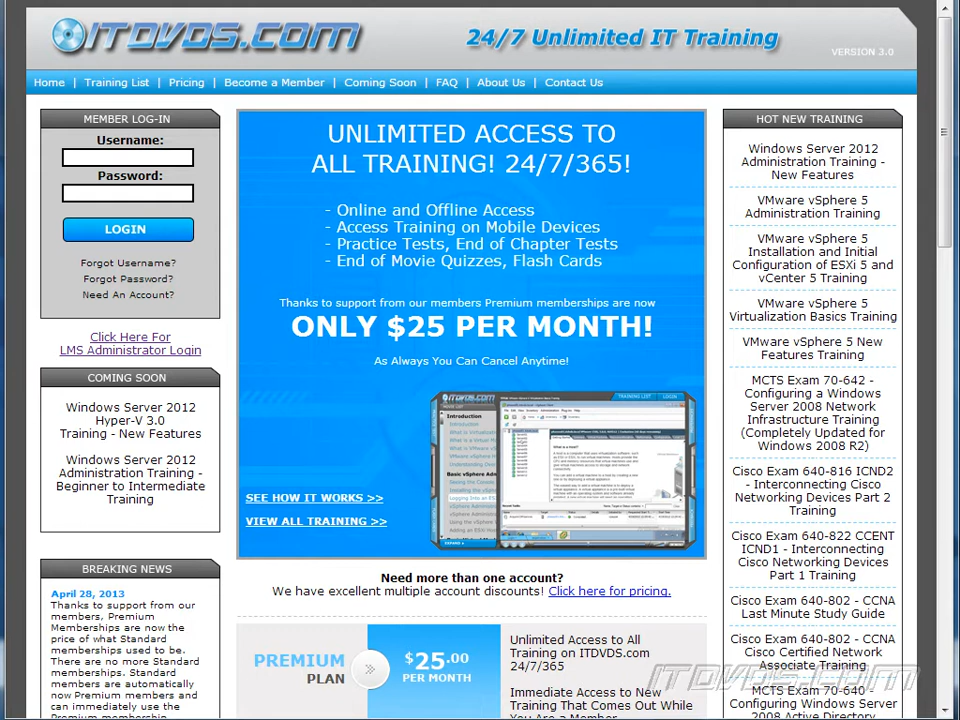 ITDVDS.COM
24/7 Unlimited IT Training
VERSION 3.0
Home | Training List | Pricing | Become a Member | Coming Soon | FAQ | About Us | Contact Us
MEMBER LOG-IN
Username:
Password:
LOGIN
Forgot Username?
Forgot Password?
Need An Account?
Click Here For
LMS Administrator Login
COMING SOON
Windows Server 2012
Hyper-V 3.0
Training - New Features
Windows Server 2012
Administration Training -
Beginner to Intermediate
Training
BREAKING NEWS
April 28, 2013
Thanks to support from our
members, Premium
Memberships are now the
price of what Standard
memberships used to be.
There are no more Standard
memberships. Standard
members are automatically
now Premium members and
can immediately use the
Premium membership
UNLIMITED ACCESS TO
ALL TRAINING! 24/7/365!
- Online and Offline Access
- Access Training on Mobile Devices
- Practice Tests, End of Chapter Tests
- End of Movie Quizzes, Flash Cards
Thanks to support from our members Premium memberships are now
ONLY $25 PER MONTH!
As Always You Can Cancel Anytime!
ITDVDS.COM
TRAINING LIST
LOGIN
Introduction
SEE HOW IT WORKS >>
VIEW ALL TRAINING >>
Need more than one account?
We have excellent multiple account discounts! Click here for pricing.
PREMIUM
PLAN
$25.00
PER MONTH
Unlimited Access to All
Training on ITDVDS.com
24/7/365
Immediate Access to New
Training That Comes Out While
You Are a Member
HOT NEW TRAINING
Windows Server 2012
Administration Training -
New Features
VMware vSphere 5
Administration Training
VMware vSphere 5
Installation and Initial
Configuration of ESXi 5 and
vCenter 5 Training
VMware vSphere 5
Virtualization Basics Training
VMware vSphere 5 New
Features Training
MCTS Exam 70-642 -
Configuring a Windows
Server 2008 Network
Infrastructure Training
(Completely Updated for
Windows 2008 R2)
Cisco Exam 640-816 ICND2
- Interconnecting Cisco
Networking Devices Part 2
Training
Cisco Exam 640-822 CCENT
ICND1 - Interconnecting
Cisco Networking Devices
Part 1 Training
Cisco Exam 640-802 - CCNA
Last Minute Study Guide
Cisco Exam 640-802 - CCNA
Cisco Certified Network
Associate Training
MCTS Exam 70-640 -
Configuring Windows Server
2008 Active Directory
ITDVDS.COM